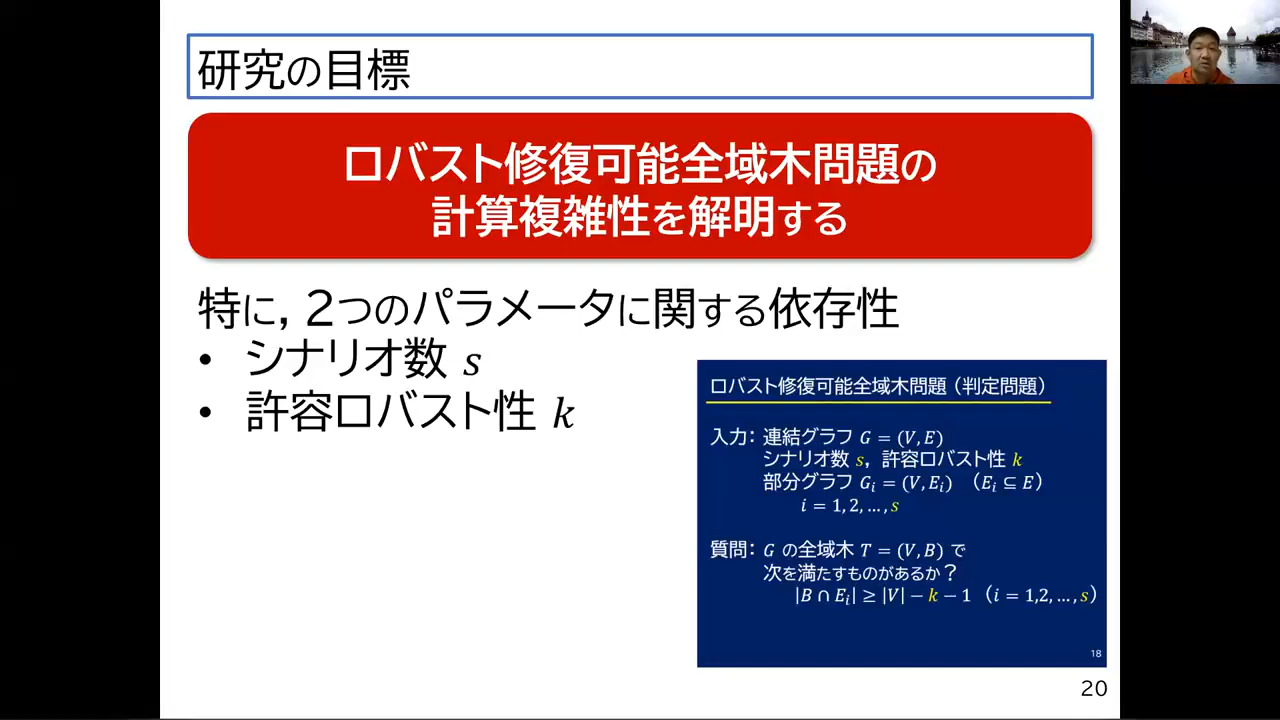 研究の目標
ロバスト修復可能全域木問題の
計算複雑性を解明する
特に, 2つのパラメータに関する依存性
• シナリオ数 s
• 許容ロバスト性 k
ロバスト修復可能全域木問題（判定問題）
入力： 連結グラフ G = (V, E)
シナリオ数 s， 許容ロバスト性 k
部分グラフ G_i = (V, E_i) （E_i ⊆ E）
i = 1, 2, …, s
質問： G の全域木 T = (V, B) で
次を満たすものがあるか？
|B ∩ E_i| ≥ |V| − k − 1 （i = 1,2, …, s）
18
20